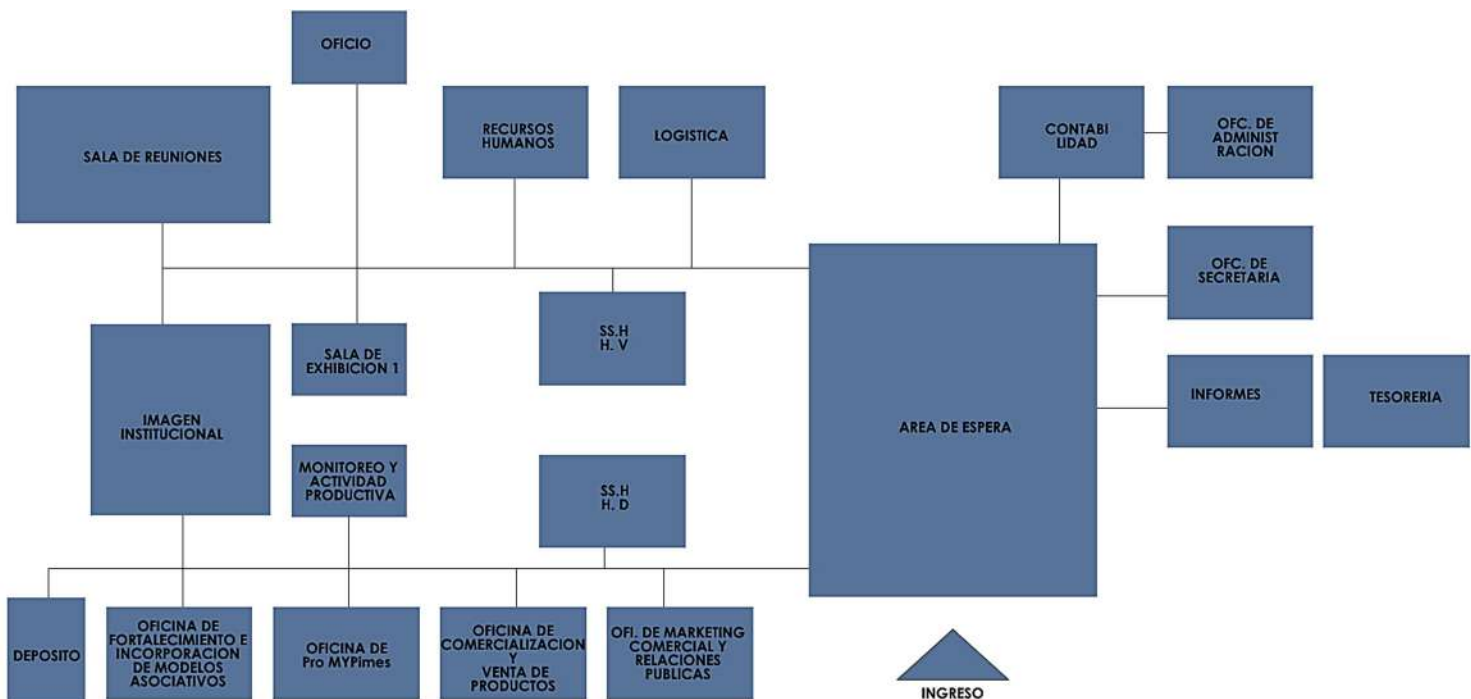 OFICIO
SALA DE REUNIONES
RECURSOS
HUMANOS
LOGISTICA
CONTABI
LIDAD
OFC. DE
ADMINIST
RACION
OFC. DE
SECRETARIA
SS.H
H. V
SALA DE
EXHIBICION 1
IMAGEN
INSTITUCIONAL
INFORMES
TESORERIA
AREA DE ESPERA
MONITOREO Y
ACTIVIDAD
PRODUCTIVA
SS.H
H. D
DEPOSITO
OFICINA DE
FORTALECIMIENTO E
INCORPORACION
DE MODELOS
ASOCIATIVOS
OFICINA DE
Pro MYPimes
OFICINA DE
COMERCIALIZACION
Y
VENTA DE
PRODUCTOS
OFI. DE MARKETING
COMERCIAL Y
RELACIONES
PUBLICAS
INGRESO